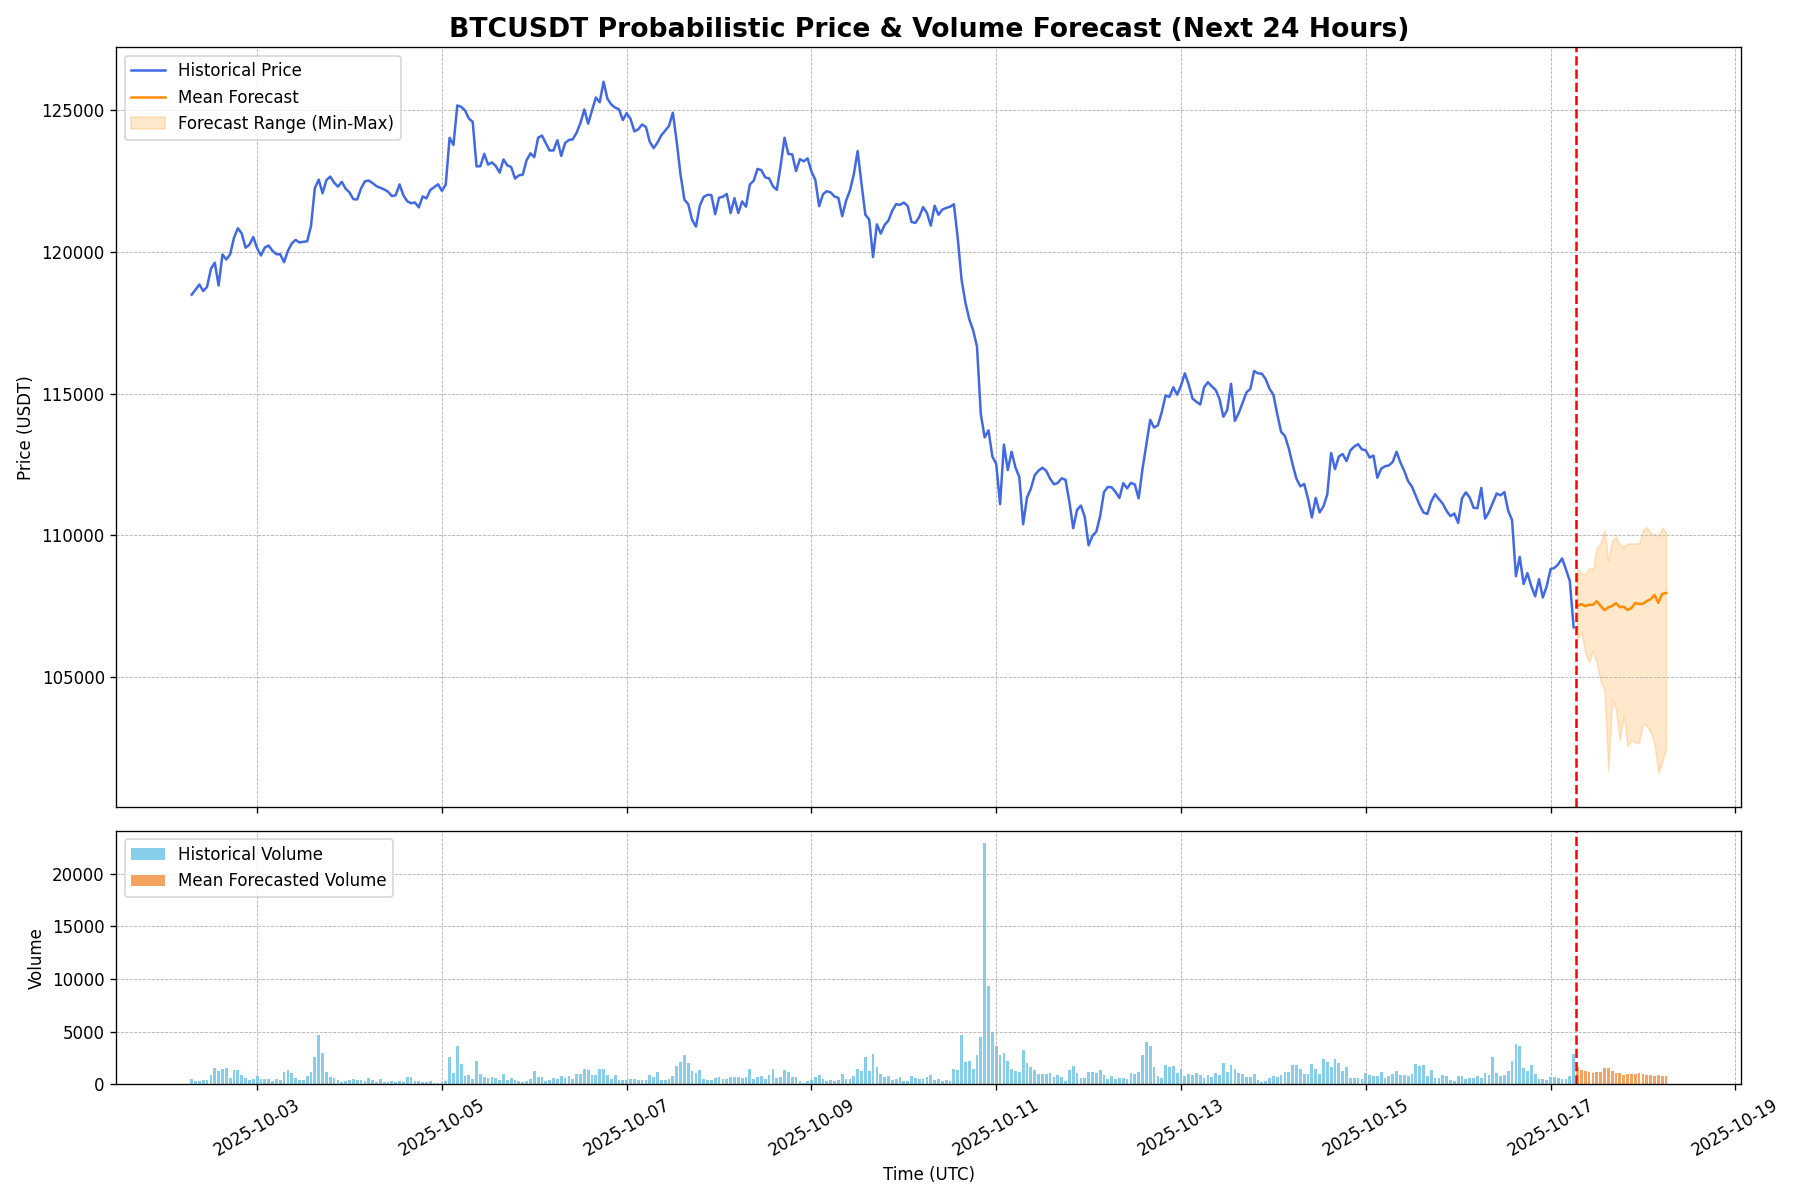 BTCUSDT Probabilistic Price & Volume Forecast (Next 24 Hours)
Historical Price
Mean Forecast
Forecast Range (Min-Max)
125000
120000
115000
110000
105000
Price (USDT)
Historical Volume
Mean Forecasted Volume
20000
15000
10000
5000
0
Volume
2025-10-03
2025-10-05
2025-10-07
2025-10-09
2025-10-11
2025-10-13
2025-10-15
2025-10-17
2025-10-19
Time (UTC)